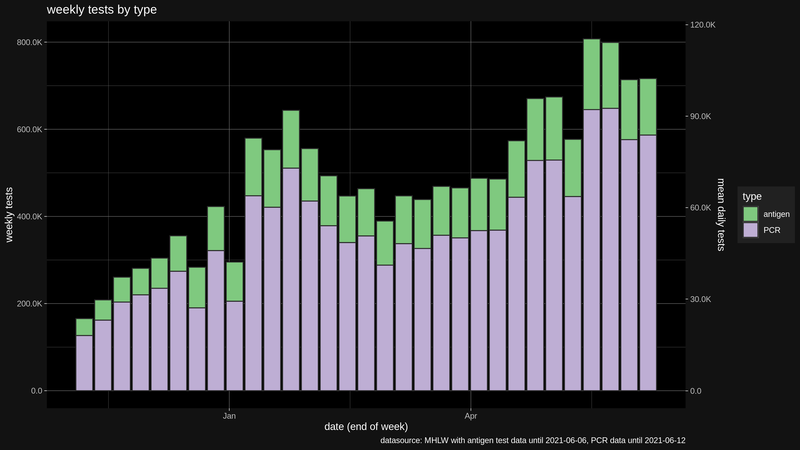 weekly tests by type
800.0K
600.0K
400.0K
200.0K
0.0
weekly tests
120.0K
90.0K
60.0K
30.0K
0.0
mean daily tests
type
antigen
PCR
Jan
Apr
date (end of week)
datasource: MHLW with antigen test data until 2021-06-06, PCR data until 2021-06-12